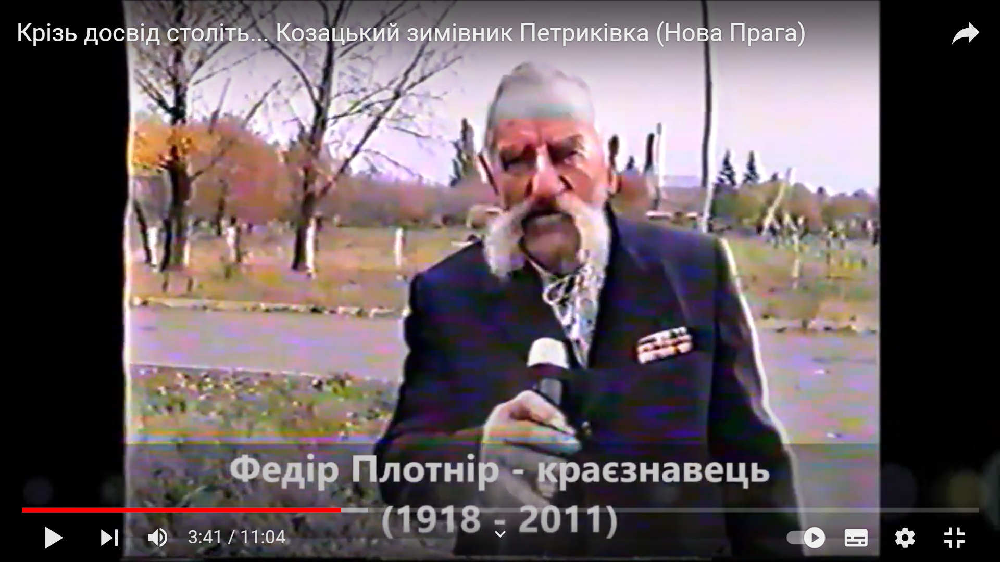 Крізь досвід століть... Козацький зимівник Петриківка (Нова Прага)
Федір Плотнір - краєзнавець
(1918 - 2011)
3:41 / 11:04